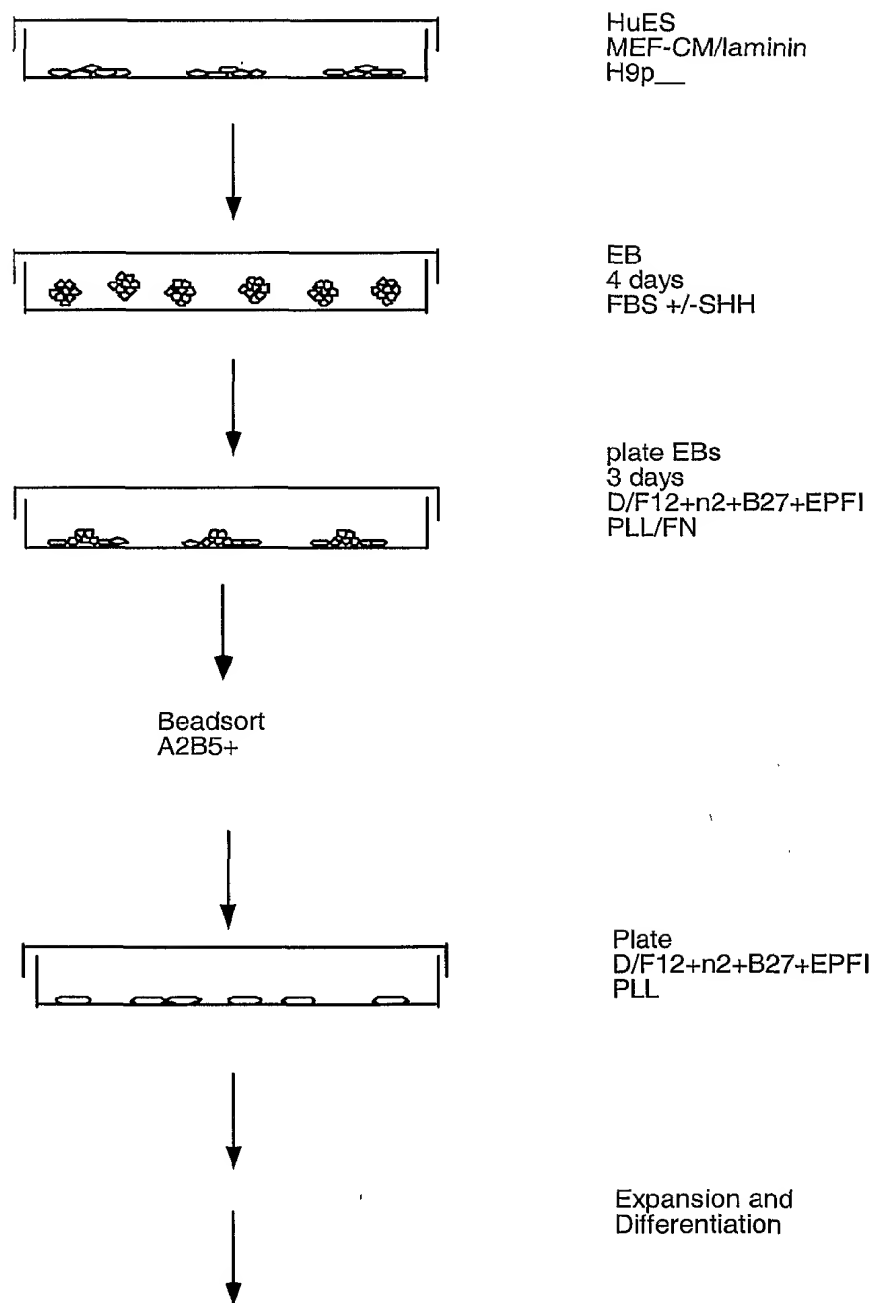 HuES
MEF-CM/laminin
H9p__
EB
4 days
FBS +/-SHH
plate EBs
3 days
D/F12+n2+B27+EPFI
PLL/FN
Beadsort
A2B5+
Plate
D/F12+n2+B27+EPFI
PLL
Expansion and
Differentiation